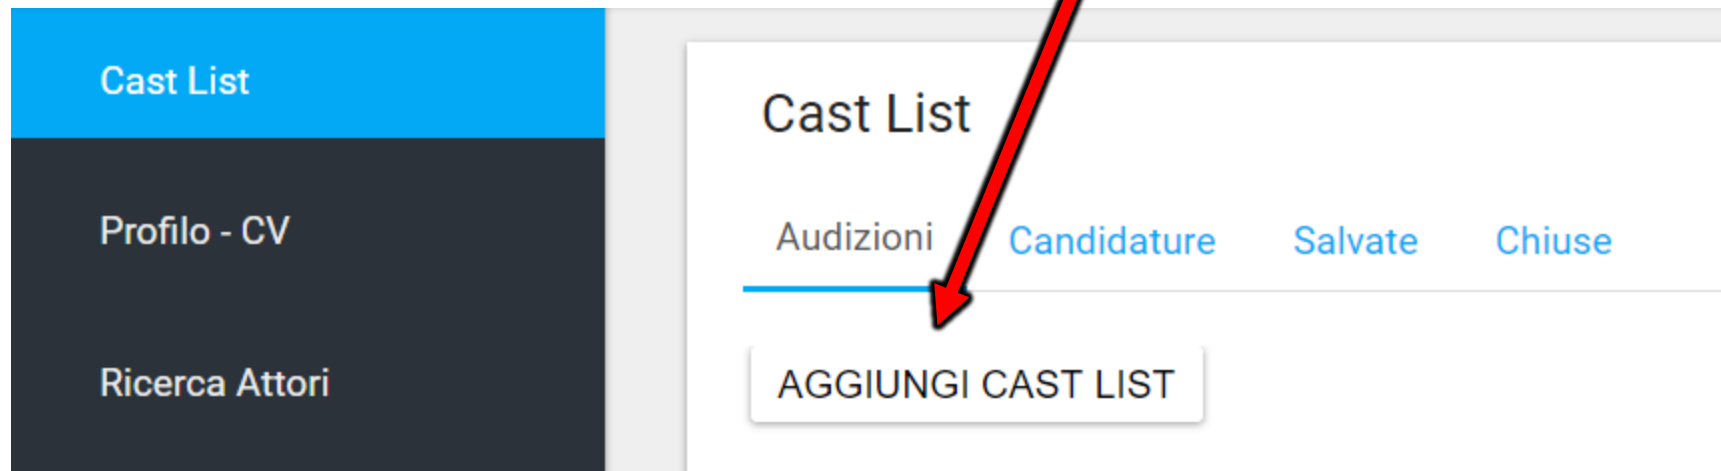 Cast List
Profilo - CV
Ricerca Attori
Cast List
Audizioni Candidature Salvate Chiuse
AGGIUNGI CAST LIST